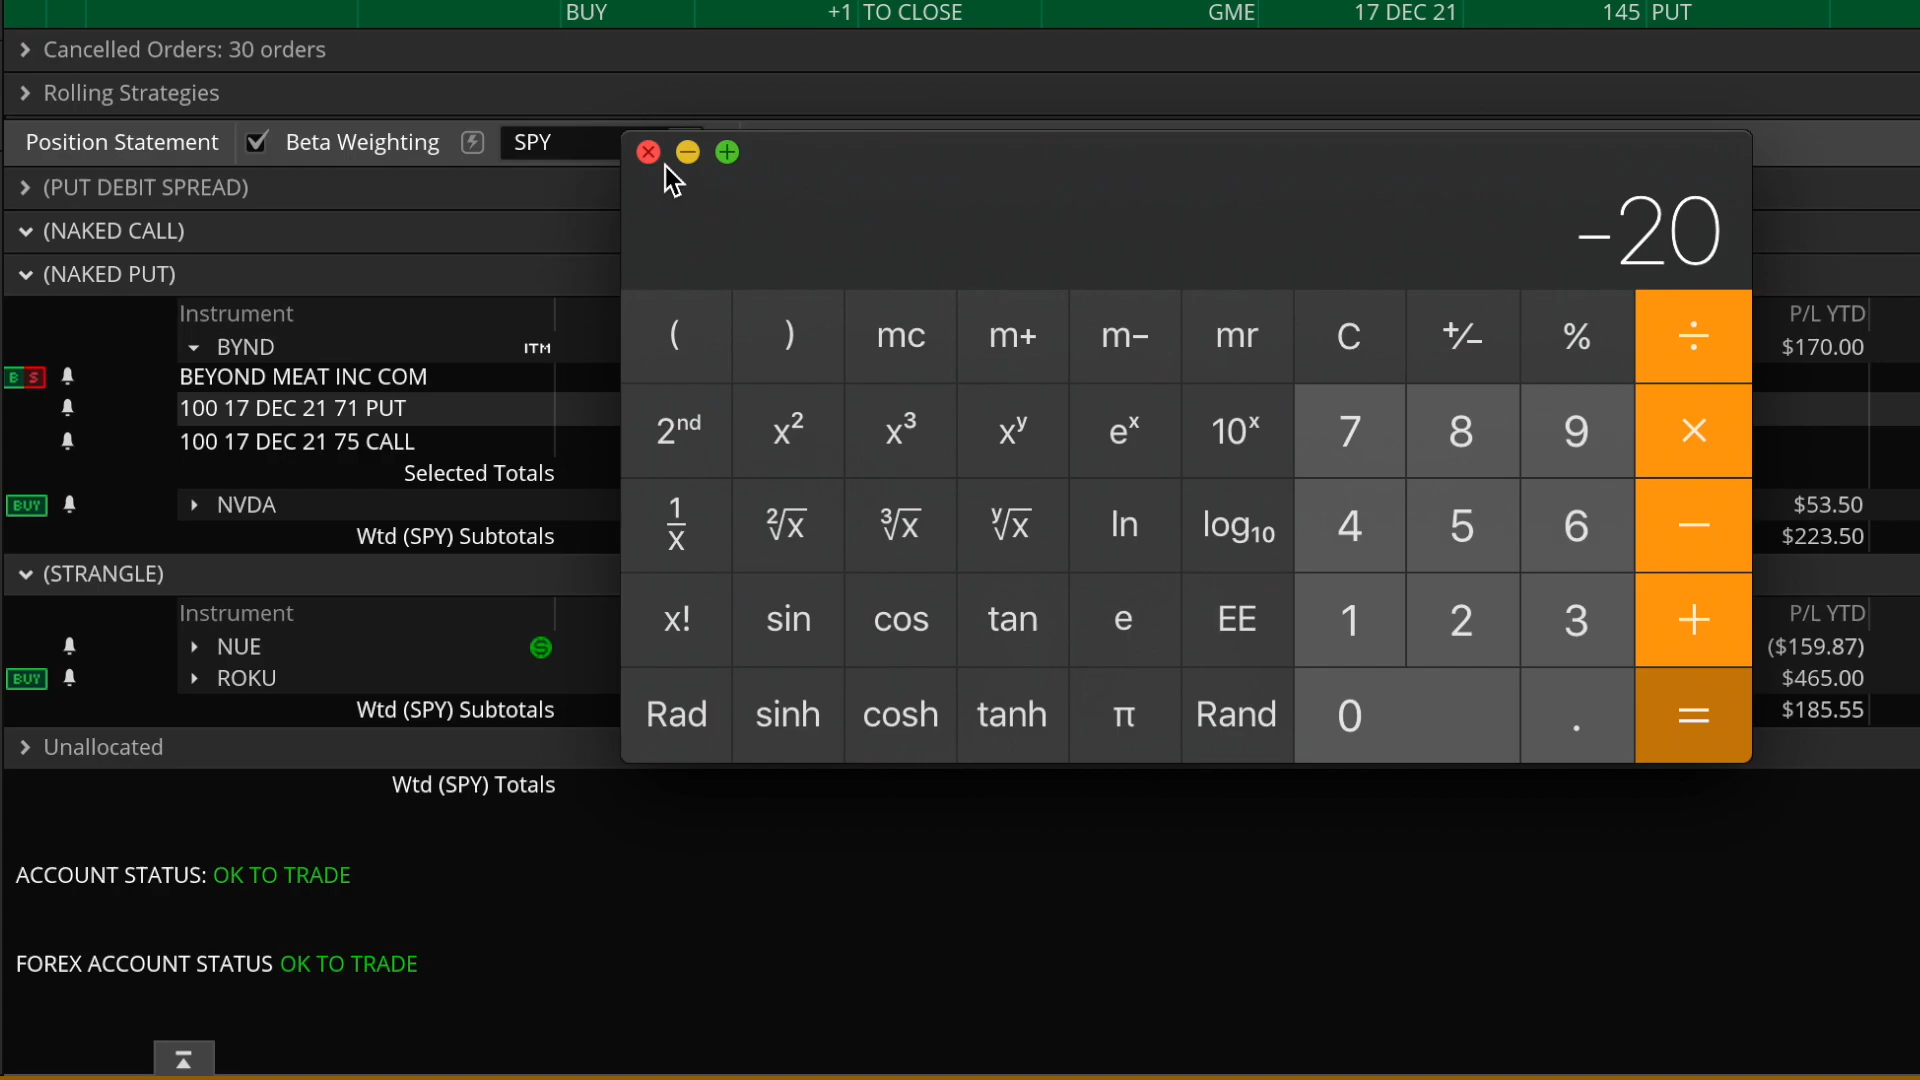 BUY +1 TO CLOSE GME 17 DEC 21 145 PUT
Cancelled Orders: 30 orders
Rolling Strategies
Position Statement Beta Weighting SPY
(PUT DEBIT SPREAD)
(NAKED CALL)
(NAKED PUT)
Instrument P/L YTD
BYND ITM $170.00
B S BEYOND MEAT INC COM
100 17 DEC 21 71 PUT
100 17 DEC 21 75 CALL
Selected Totals
BUY NVDA $53.50
Wtd (SPY) Subtotals $223.50
(STRANGLE)
Instrument P/L YTD
NUE ($159.87)
BUY ROKU $465.00
Wtd (SPY) Subtotals $185.55
Unallocated
Wtd (SPY) Totals
ACCOUNT STATUS: OK TO TRADE
FOREX ACCOUNT STATUS OK TO TRADE
−20
( ) mc m+ m− mr C +/− % ÷
2nd x² x³ xʸ eˣ 10ˣ 7 8 9 ×
1/x ²√x ³√x ʸ√x ln log₁₀ 4 5 6 −
x! sin cos tan e EE 1 2 3 +
Rad sinh cosh tanh π Rand 0 . =